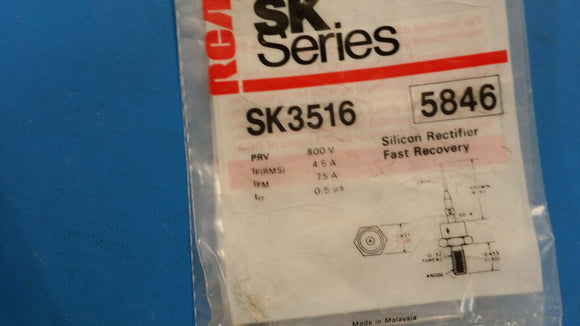 RCA
SK
Series
SK3516
5846
Silicon Rectifier
Fast Recovery
PRV 800 V
IF(RMS) 4.5 A
IFM 75 A
trr 0.5 µs
THREAD
ANODE
Made in Malaysia